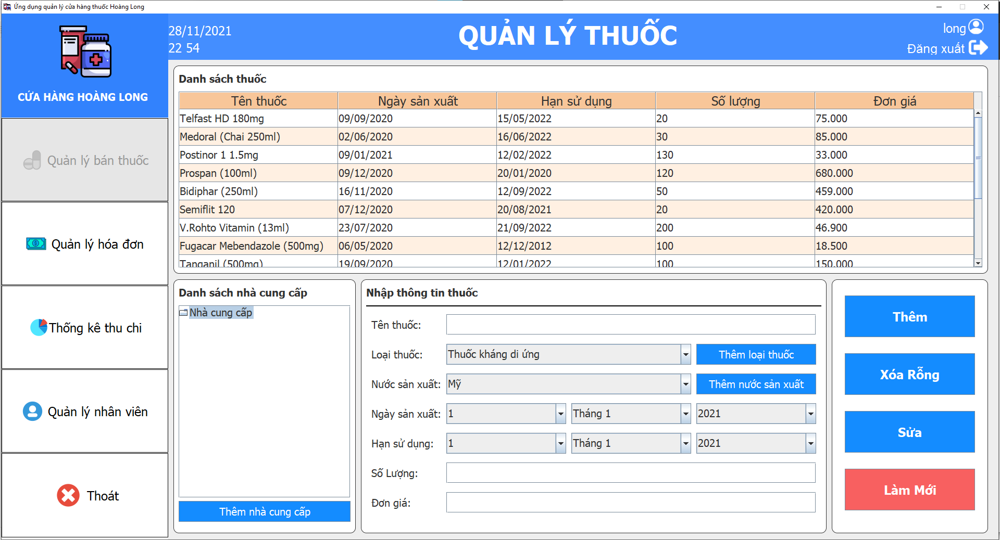 Ứng dụng quản lý cửa hàng thuốc Hoàng Long
28/11/2021
22 54
QUẢN LÝ THUỐC
long
Đăng xuất
CỬA HÀNG HOÀNG LONG
Quản lý bán thuốc
Quản lý hóa đơn
Thống kê thu chi
Quản lý nhân viên
Thoát
Danh sách thuốc
Tên thuốc Ngày sản xuất Hạn sử dụng Số lượng Đơn giá
Telfast HD 180mg 09/09/2020 15/05/2022 20 75.000
Medoral (Chai 250ml) 02/06/2020 16/06/2022 30 85.000
Postinor 1 1.5mg 09/01/2021 12/02/2022 130 33.000
Prospan (100ml) 09/12/2020 20/01/2020 120 680.000
Bidiphar (250ml) 16/11/2020 12/09/2022 50 459.000
Semiflit 120 07/12/2020 20/08/2021 20 420.000
V.Rohto Vitamin (13ml) 23/07/2020 21/09/2022 200 46.900
Fugacar Mebendazole (500mg) 06/05/2020 12/12/2012 100 18.500
Tanganil (500mg) 19/09/2020 12/01/2022 100 150.000
Danh sách nhà cung cấp
Nhà cung cấp
Thêm nhà cung cấp
Nhập thông tin thuốc
Tên thuốc:
Loại thuốc: Thuốc kháng di ứng Thêm loại thuốc
Nước sản xuất: Mỹ Thêm nước sản xuất
Ngày sản xuất: 1 Tháng 1 2021
Hạn sử dụng: 1 Tháng 1 2021
Số Lượng:
Đơn giá:
Thêm
Xóa Rỗng
Sửa
Làm Mới